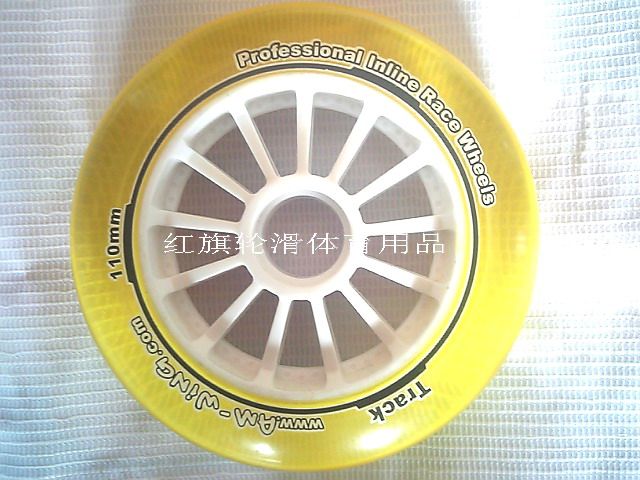 Professional Inline Race Wheels
110mm
红旗轮滑体育用品
Track
www.AM-WiNG.com